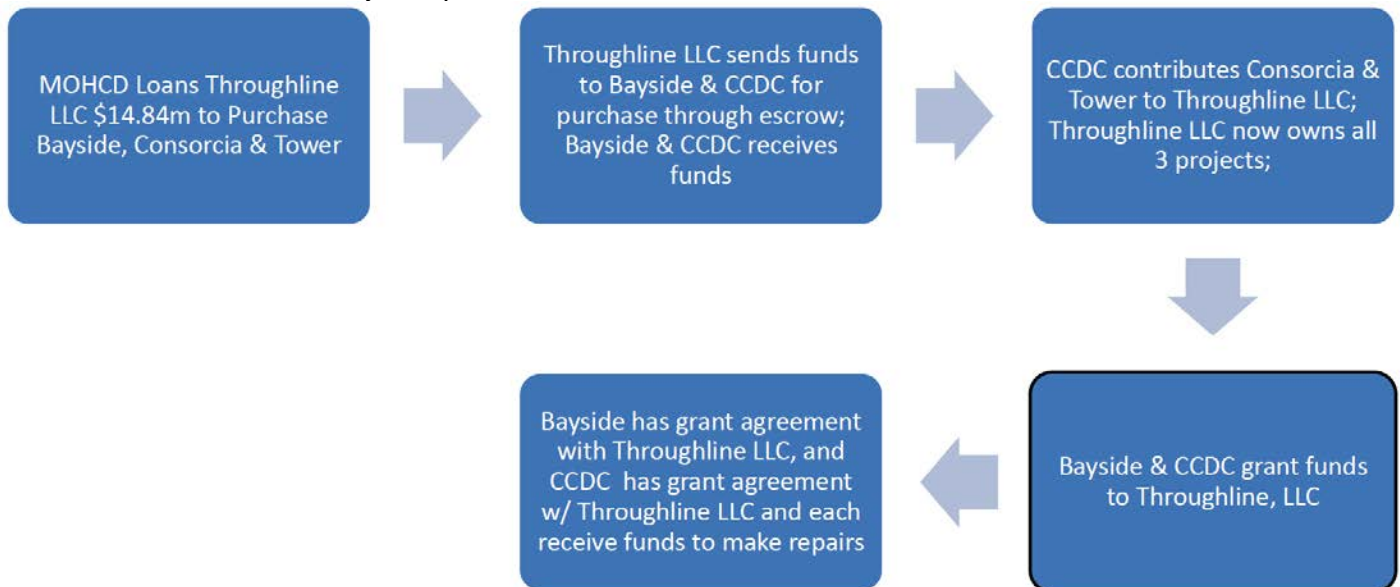 MOHCD Loans Throughline
LLC $14.84m to Purchase
Bayside, Consorcia & Tower
Throughline LLC sends funds
to Bayside & CCDC for
purchase through escrow;
Bayside & CCDC receives
funds
CCDC contributes Consorcia &
Tower to Throughline LLC;
Throughline LLC now owns all
3 projects;
Bayside & CCDC grant funds
to Throughline, LLC
Bayside has grant agreement
with Throughline LLC, and
CCDC has grant agreement
w/ Throughline LLC and each
receive funds to make repairs